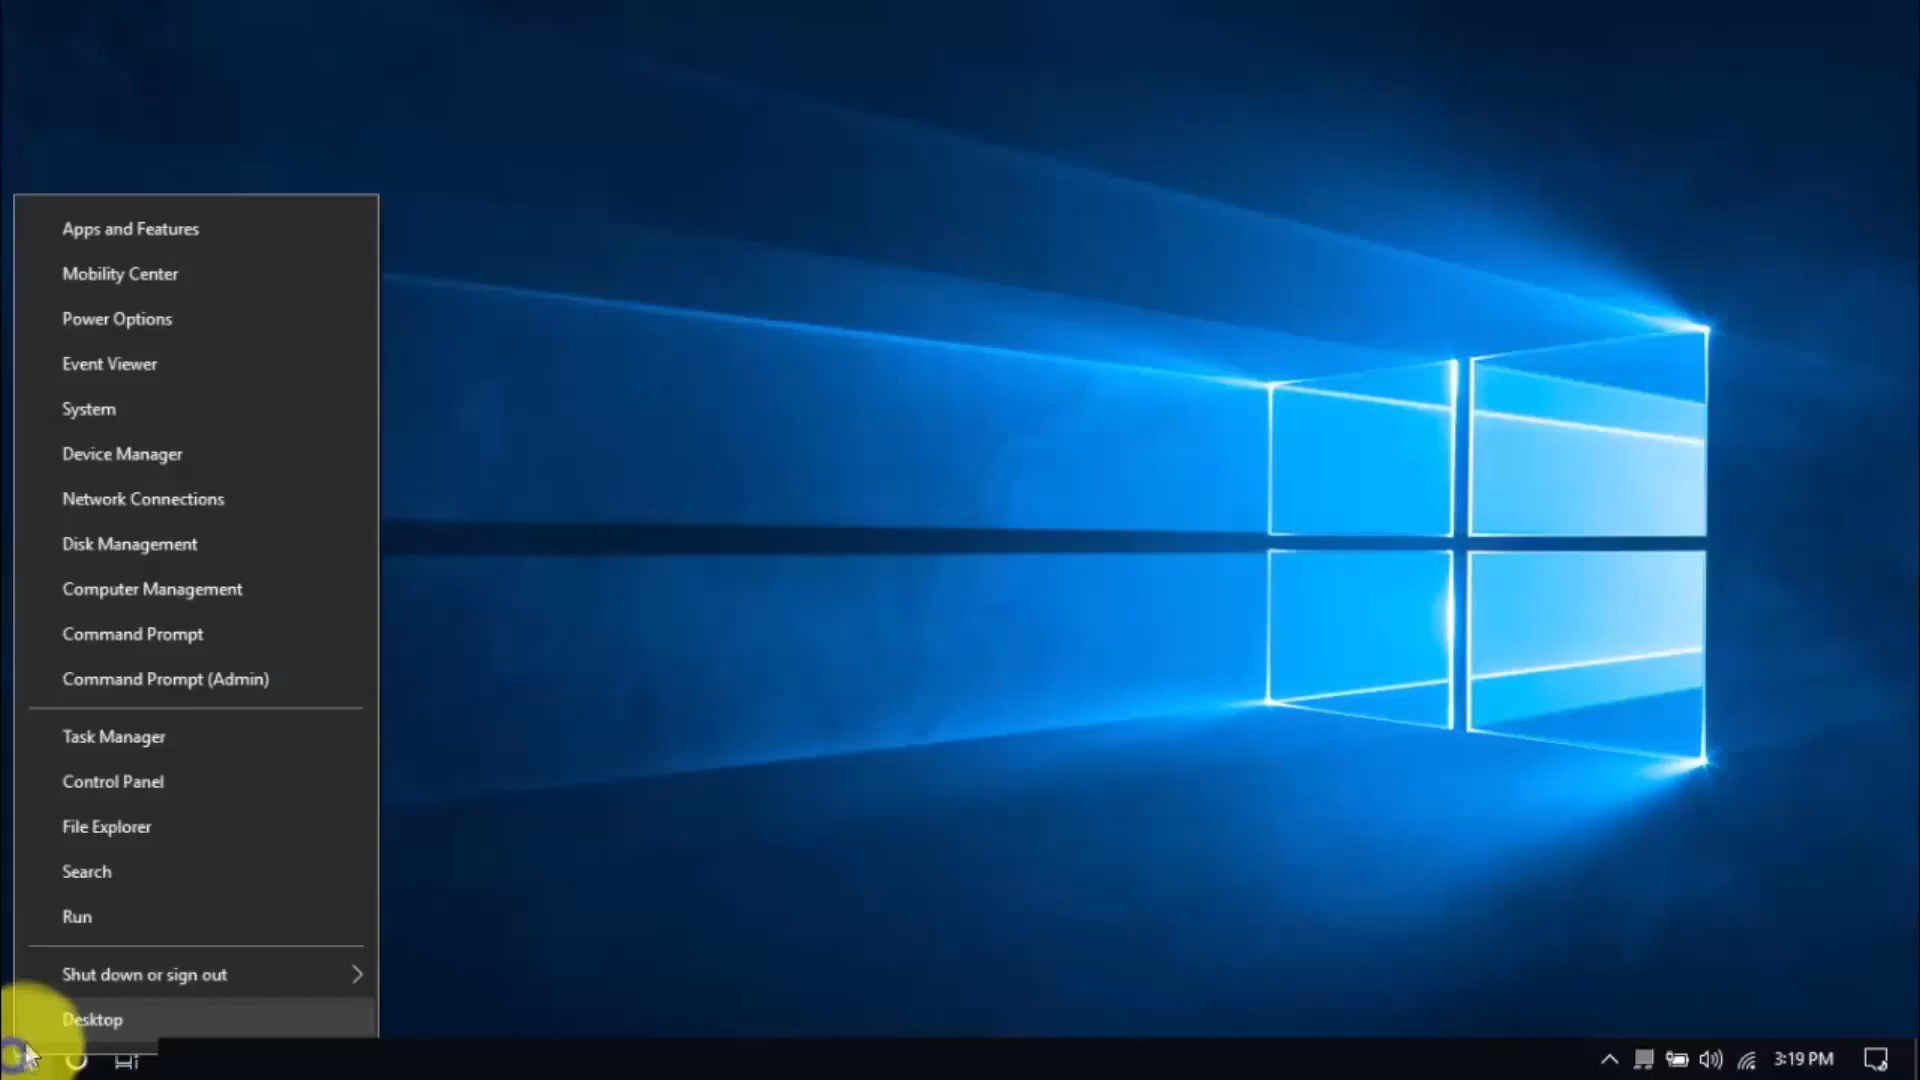 Apps and Features
Mobility Center
Power Options
Event Viewer
System
Device Manager
Network Connections
Disk Management
Computer Management
Command Prompt
Command Prompt (Admin)
Task Manager
Control Panel
File Explorer
Search
Run
Shut down or sign out
Desktop
3:19 PM